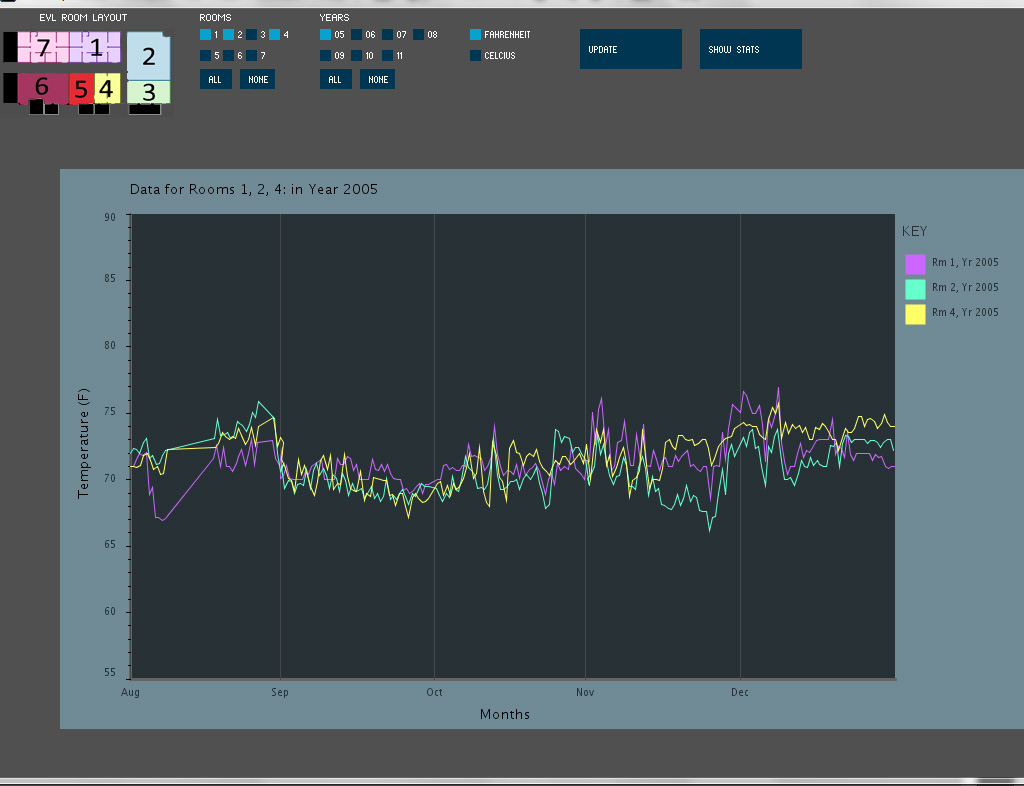 EVL ROOM LAYOUT
7 1 2
6 5 4 3
ROOMS
1 2 3 4
5 6 7
ALL NONE
YEARS
05 06 07 08
09 10 11
ALL NONE
FAHRENHEIT
CELCIUS
UPDATE
SHOW STATS
Data for Rooms 1, 2, 4: in Year 2005
90
85
80
75
70
65
60
55
Temperature (F)
Aug Sep Oct Nov Dec
Months
KEY
Rm 1, Yr 2005
Rm 2, Yr 2005
Rm 4, Yr 2005